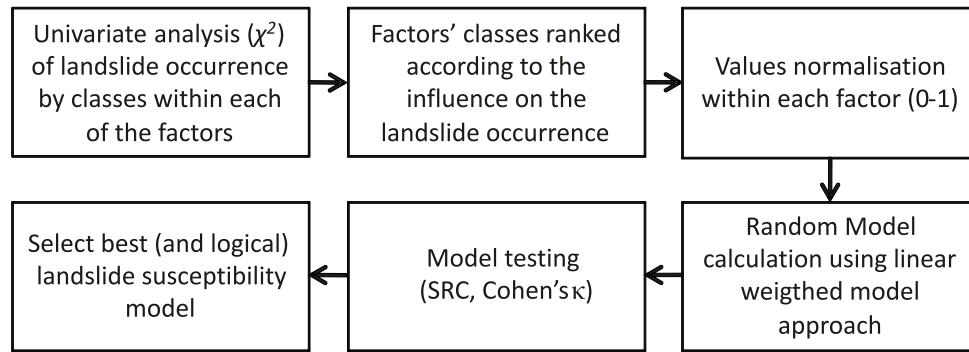 Univariate analysis (χ²)
of landslide occurrence
by classes within each
of the factors
Factors’ classes ranked
according to the
influence on the
landslide occurrence
Values normalisation
within each factor (0-1)
Random Model
calculation using linear
weigthed model
approach
Model testing
(SRC, Cohen’s κ)
Select best (and logical)
landslide susceptibility
model